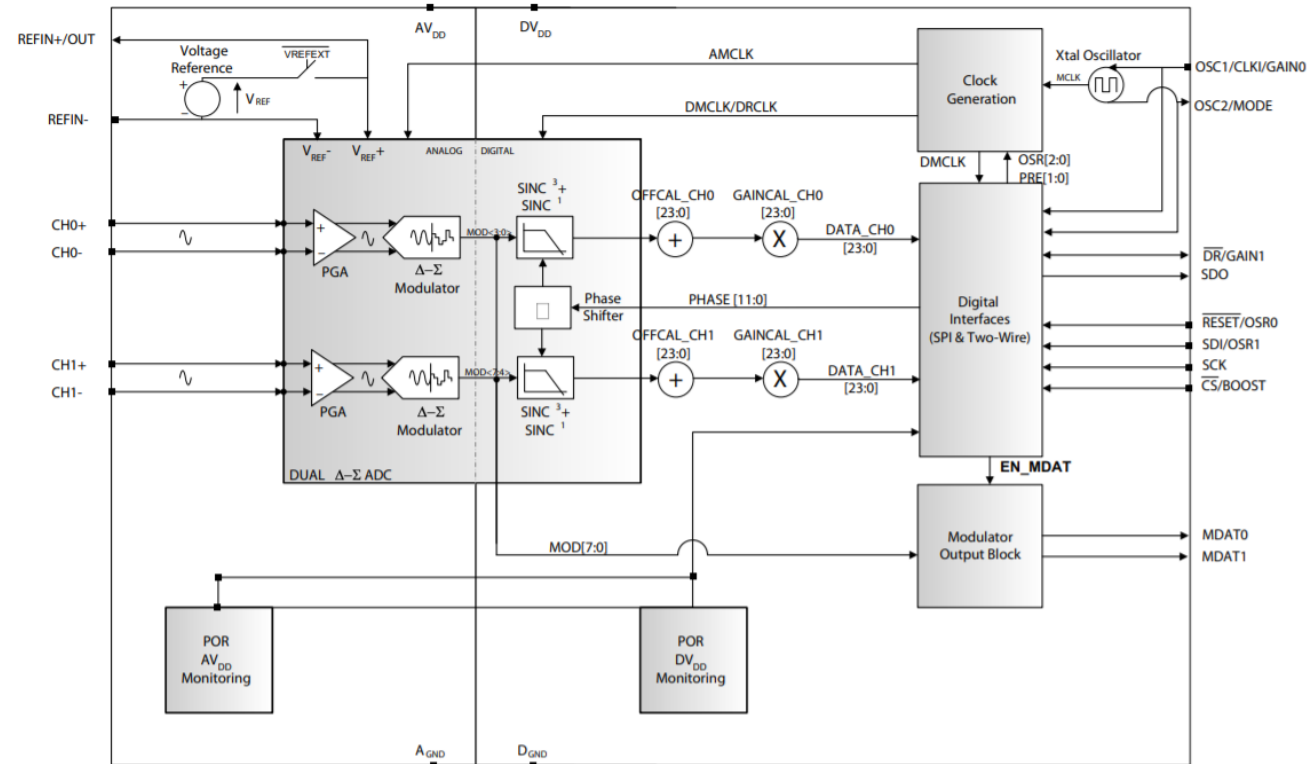 AVDD
DVDD
REFIN+/OUT
Voltage
Reference
VREFEXT
+
VREF
−
REFIN-
AMCLK
Clock
Generation
Xtal Oscillator
MCLK
OSC1/CLKI/GAIN0
OSC2/MODE
DMCLK/DRCLK
DMCLK
OSR[2:0]
PRE[1:0]
VREF-
VREF+
ANALOG
DIGITAL
SINC 3+
SINC 1
OFFCAL_CH0
[23:0]
GAINCAL_CH0
[23:0]
CH0+
CH0-
+
−
PGA
Δ–Σ
Modulator
MOD<3:0>
+
X
DATA_CH0
[23:0]
DR/GAIN1
SDO
Phase
Shifter
PHASE [11:0]
Digital
Interfaces
(SPI & Two-Wire)
RESET/OSR0
SDI/OSR1
SCK
CS/BOOST
OFFCAL_CH1
[23:0]
GAINCAL_CH1
[23:0]
CH1+
CH1-
+
−
PGA
Δ–Σ
Modulator
MOD<7:4>
SINC 3+
SINC 1
+
X
DATA_CH1
[23:0]
DUAL Δ–Σ ADC
EN_MDAT
MOD[7:0]
Modulator
Output Block
MDAT0
MDAT1
POR
AVDD
Monitoring
POR
DVDD
Monitoring
AGND
DGND